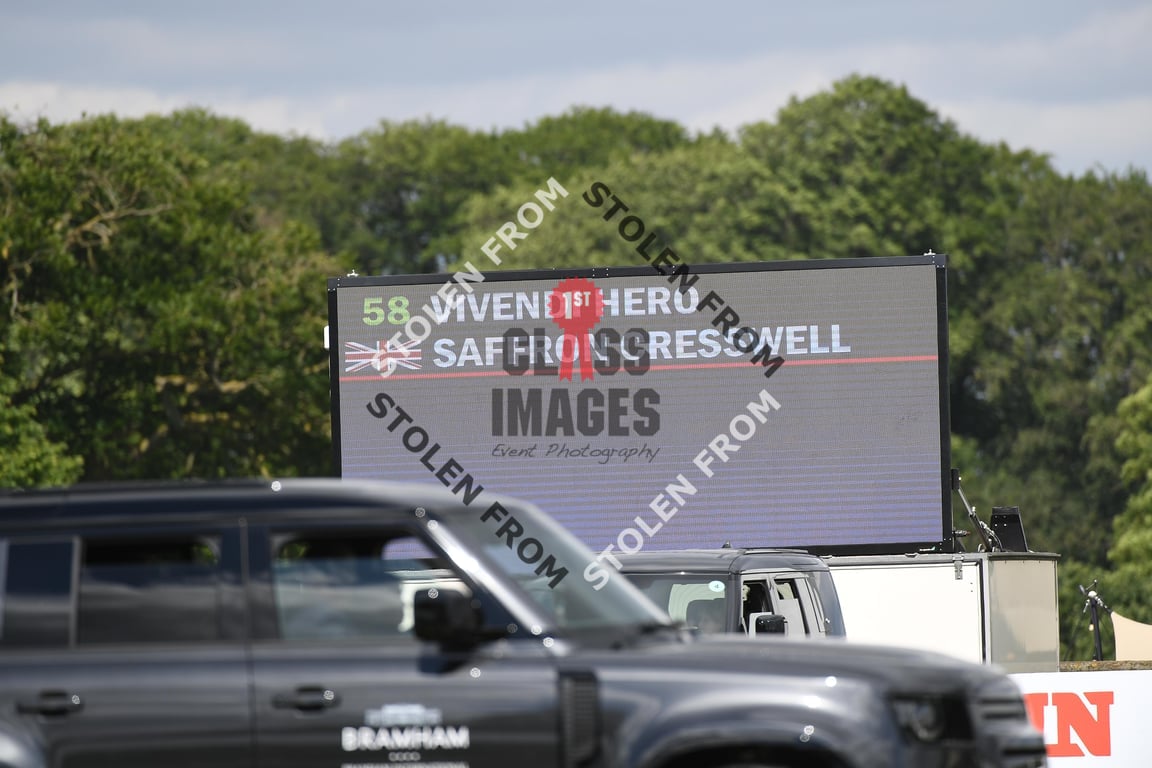 58 VIVENDI HERO
SAFFRON CRESSWELL
STOLEN FROM
STOLEN FROM
1ST
CLASS
IMAGES
Event Photography
STOLEN FROM
STOLEN FROM
BRAMHAM
IN